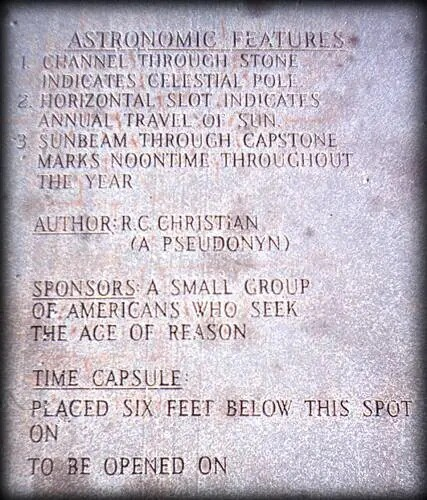 ASTRONOMIC FEATURES
1. CHANNEL THROUGH STONE
INDICATES CELESTIAL POLE
2. HORIZONTAL SLOT INDICATES
ANNUAL TRAVEL OF SUN
3. SUNBEAM THROUGH CAPSTONE
MARKS NOONTIME THROUGHOUT
THE YEAR
AUTHOR: R.C. CHRISTIAN
(A PSEUDONYN)
SPONSORS: A SMALL GROUP
OF AMERICANS WHO SEEK
THE AGE OF REASON
TIME CAPSULE:
PLACED SIX FEET BELOW THIS SPOT
ON
TO BE OPENED ON